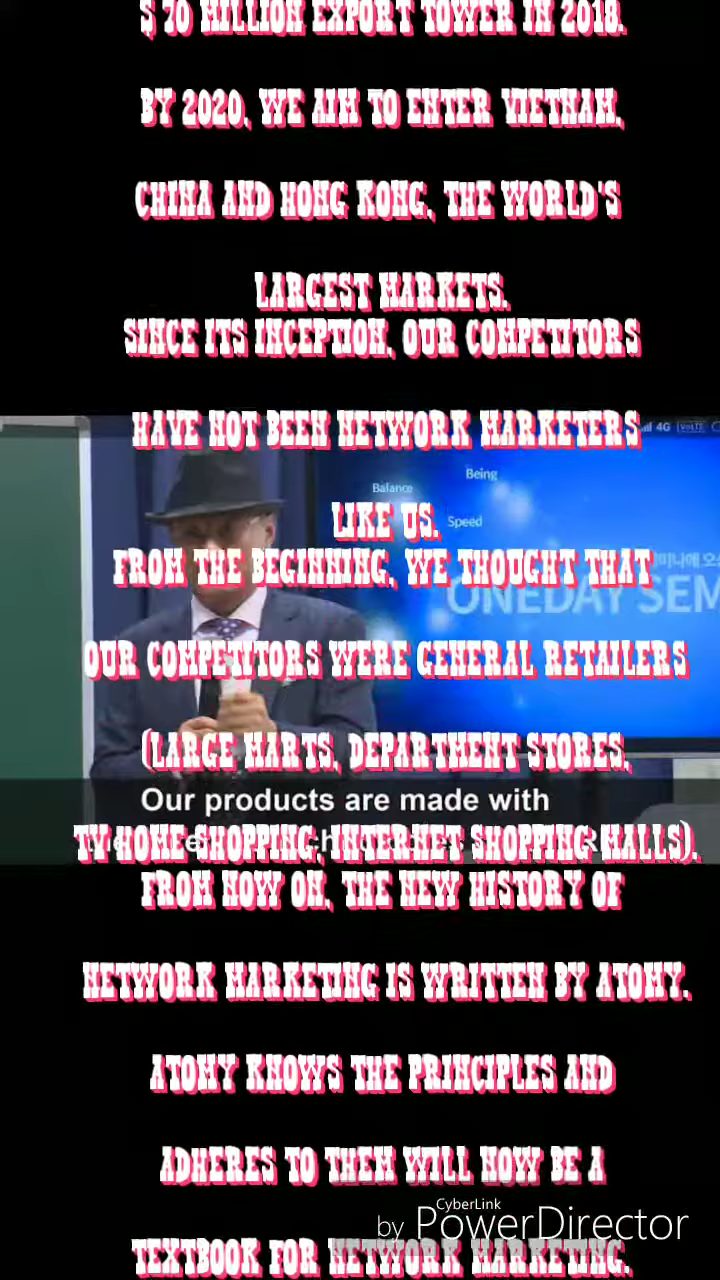 $ 70 MILLION EXPORT TOWER IN 2018.
BY 2020, WE AIM TO ENTER VIETNAM,
CHINA AND HONG KONG, THE WORLD'S
LARGEST MARKETS.
SINCE ITS INCEPTION, OUR COMPETITORS
HAVE NOT BEEN NETWORK MARKETERS
4G VoLTE
Being
Balance
LIKE US.
Speed
FROM THE BEGINNING, WE THOUGHT THAT
ONEDAY SEM
OUR COMPETITORS WERE GENERAL RETAILERS
(LARGE MARTS, DEPARTMENT STORES,
Our products are made with
TV HOME SHOPPING, INTERNET SHOPPING MALLS).
FROM NOW ON, THE NEW HISTORY OF
NETWORK MARKETING IS WRITTEN BY ATOMY.
ATOMY KNOWS THE PRINCIPLES AND
ADHERES TO THEM WILL NOW BE A
CyberLink
by PowerDirector
TEXTBOOK FOR NETWORK MARKETING.